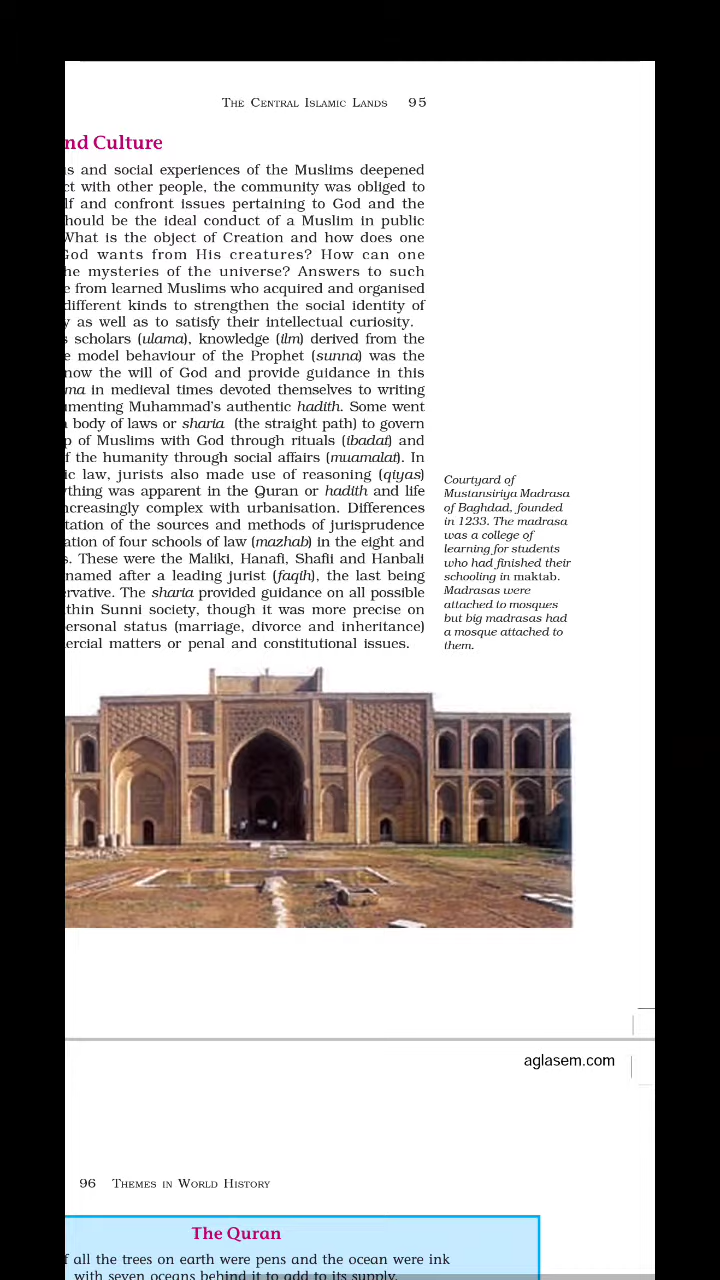 THE CENTRAL ISLAMIC LANDS 95
nd Culture
s and social experiences of the Muslims deepened
ct with other people, the community was obliged to
lf and confront issues pertaining to God and the
hould be the ideal conduct of a Muslim in public
What is the object of Creation and how does one
God wants from His creatures? How can one
he mysteries of the universe? Answers to such
e from learned Muslims who acquired and organised
different kinds to strengthen the social identity of
y as well as to satisfy their intellectual curiosity.
s scholars (ulama), knowledge (ilm) derived from the
e model behaviour of the Prophet (sunna) was the
now the will of God and provide guidance in this
ma in medieval times devoted themselves to writing
umenting Muhammad's authentic hadith. Some went
a body of laws or sharia (the straight path) to govern
p of Muslims with God through rituals (ibadat) and
f the humanity through social affairs (muamalat). In
ic law, jurists also made use of reasoning (qiyas)
ything was apparent in the Quran or hadith and life
ncreasingly complex with urbanisation. Differences
tation of the sources and methods of jurisprudence
ation of four schools of law (mazhab) in the eight and
s. These were the Maliki, Hanafi, Shafii and Hanbali
named after a leading jurist (faqih), the last being
ervative. The sharia provided guidance on all possible
thin Sunni society, though it was more precise on
ersonal status (marriage, divorce and inheritance)
ercial matters or penal and constitutional issues.
Courtyard of
Mustansiriya Madrasa
of Baghdad, founded
in 1233. The madrasa
was a college of
learning for students
who had finished their
schooling in maktab.
Madrasas were
attached to mosques
but big madrasas had
a mosque attached to
them.
aglasem.com
96 THEMES IN WORLD HISTORY
The Quran
f all the trees on earth were pens and the ocean were ink
with seven oceans behind it to add to its supply,